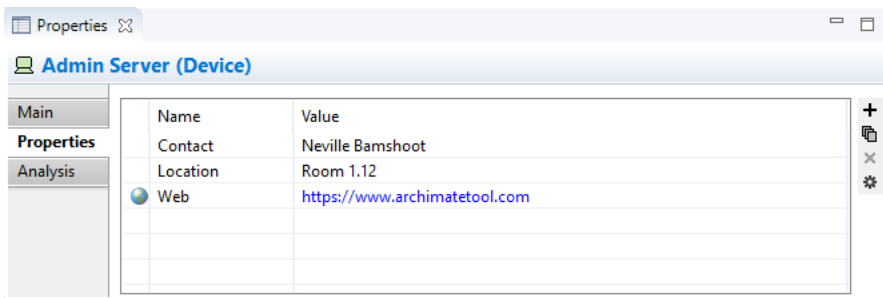 Properties
Admin Server (Device)
Main
Properties
Analysis
Name Value
Contact Neville Bamshoot
Location Room 1.12
Web https://www.archimatetool.com